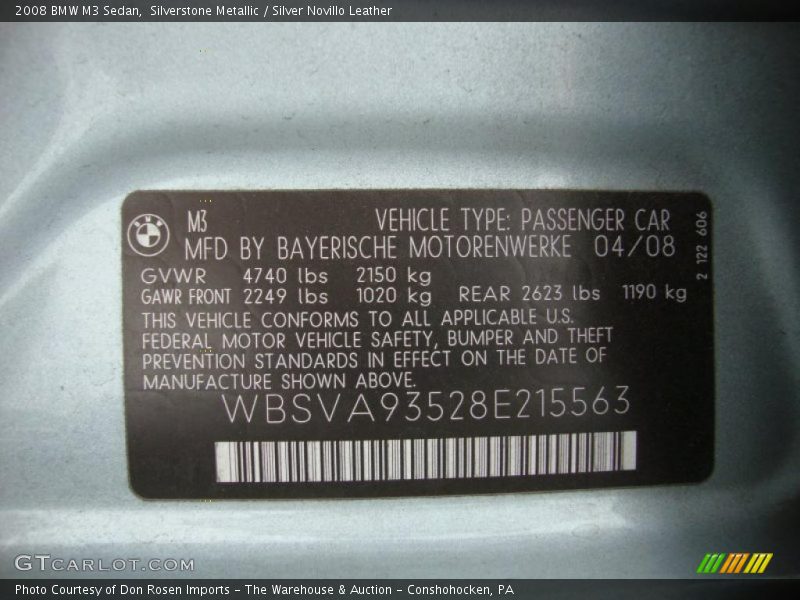 2008 BMW M3 Sedan, Silverstone Metallic / Silver Novillo Leather
M3 VEHICLE TYPE: PASSENGER CAR
MFD BY BAYERISCHE MOTORENWERKE 04/08
GVWR 4740 lbs 2150 kg
GAWR FRONT 2249 lbs 1020 kg REAR 2623 lbs 1190 kg
THIS VEHICLE CONFORMS TO ALL APPLICABLE U.S.
FEDERAL MOTOR VEHICLE SAFETY, BUMPER AND THEFT
PREVENTION STANDARDS IN EFFECT ON THE DATE OF
MANUFACTURE SHOWN ABOVE.
WBSVA93528E215563
2 122 606
GTCARLOT.COM
Photo Courtesy of Don Rosen Imports - The Warehouse & Auction - Conshohocken, PA